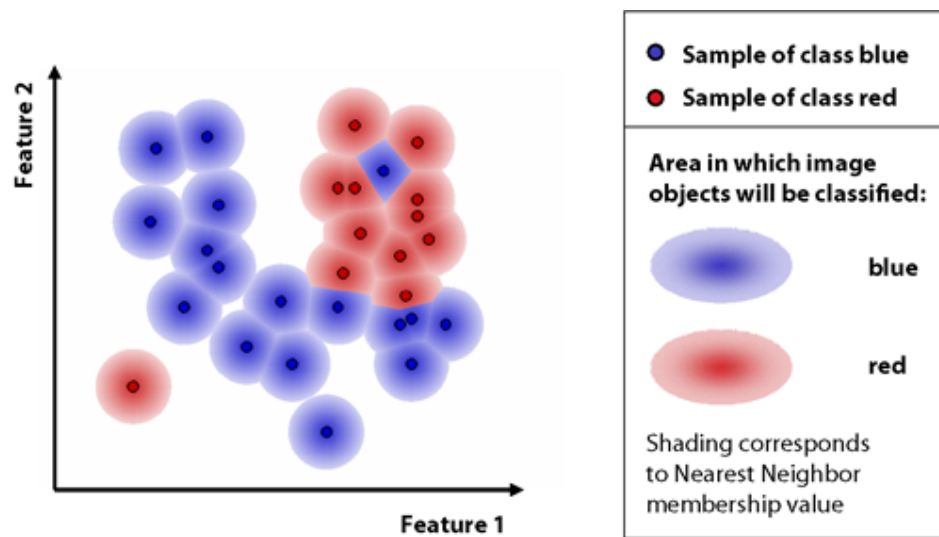 Feature 2
Feature 1
Sample of class blue
Sample of class red
Area in which image
objects will be classified:
blue
red
Shading corresponds
to Nearest Neighbor
membership value